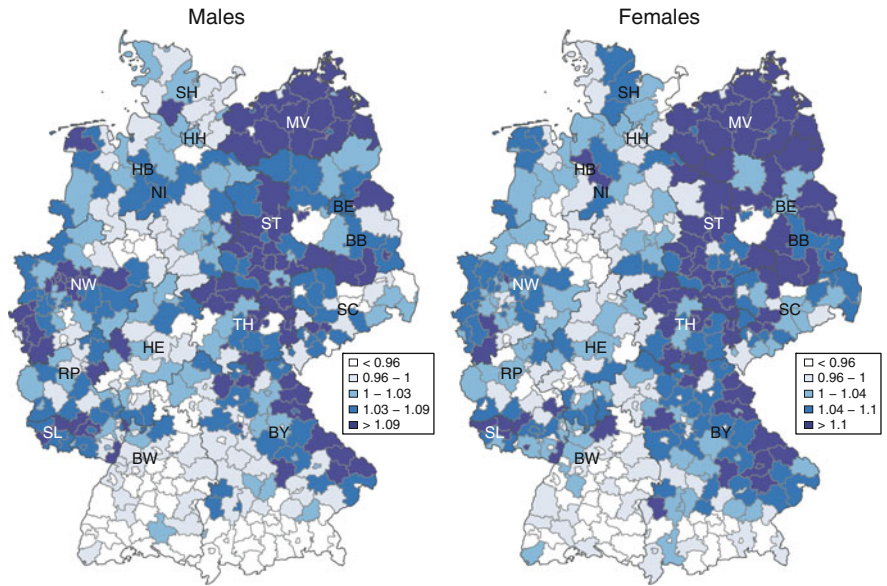 Males
SH
HH
MV
HB
NI
ST
BE
BB
NW
SC
TH
HE
RP
SL
BY
BW
< 0.96
0.96 – 1
1 – 1.03
1.03 – 1.09
> 1.09
Females
SH
HH
MV
HB
NI
ST
BE
BB
NW
SC
TH
HE
RP
SL
BY
BW
< 0.96
0.96 – 1
1 – 1.04
1.04 – 1.1
> 1.1